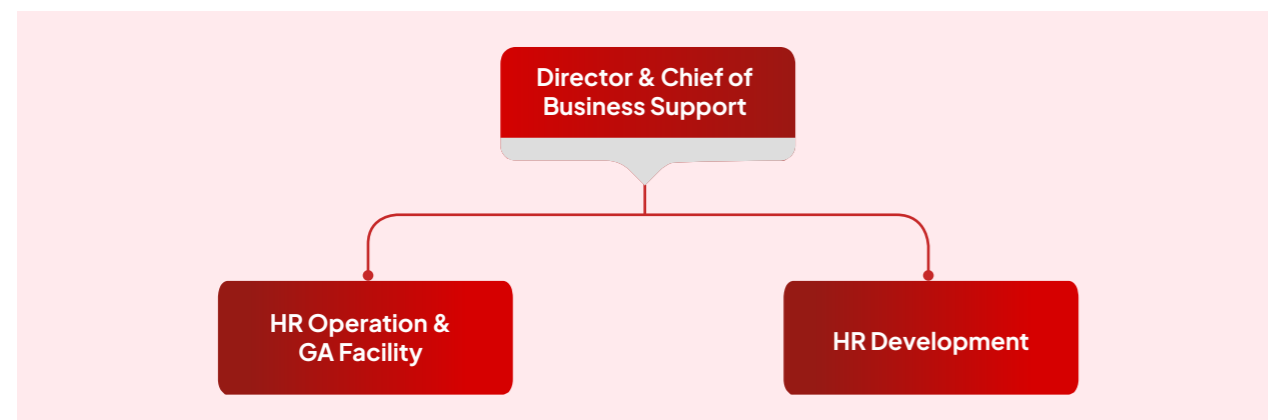 Director & Chief of
Business Support
HR Operation &
GA Facility
HR Development